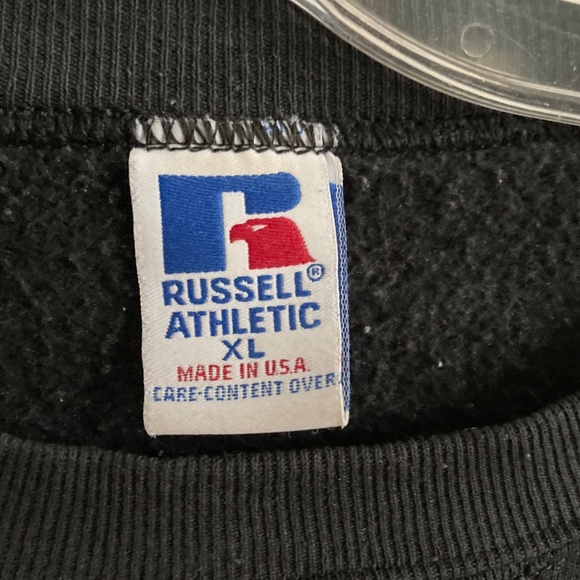 R
RUSSELL®
ATHLETIC
XL
MADE IN U.S.A.
CARE-CONTENT OVER